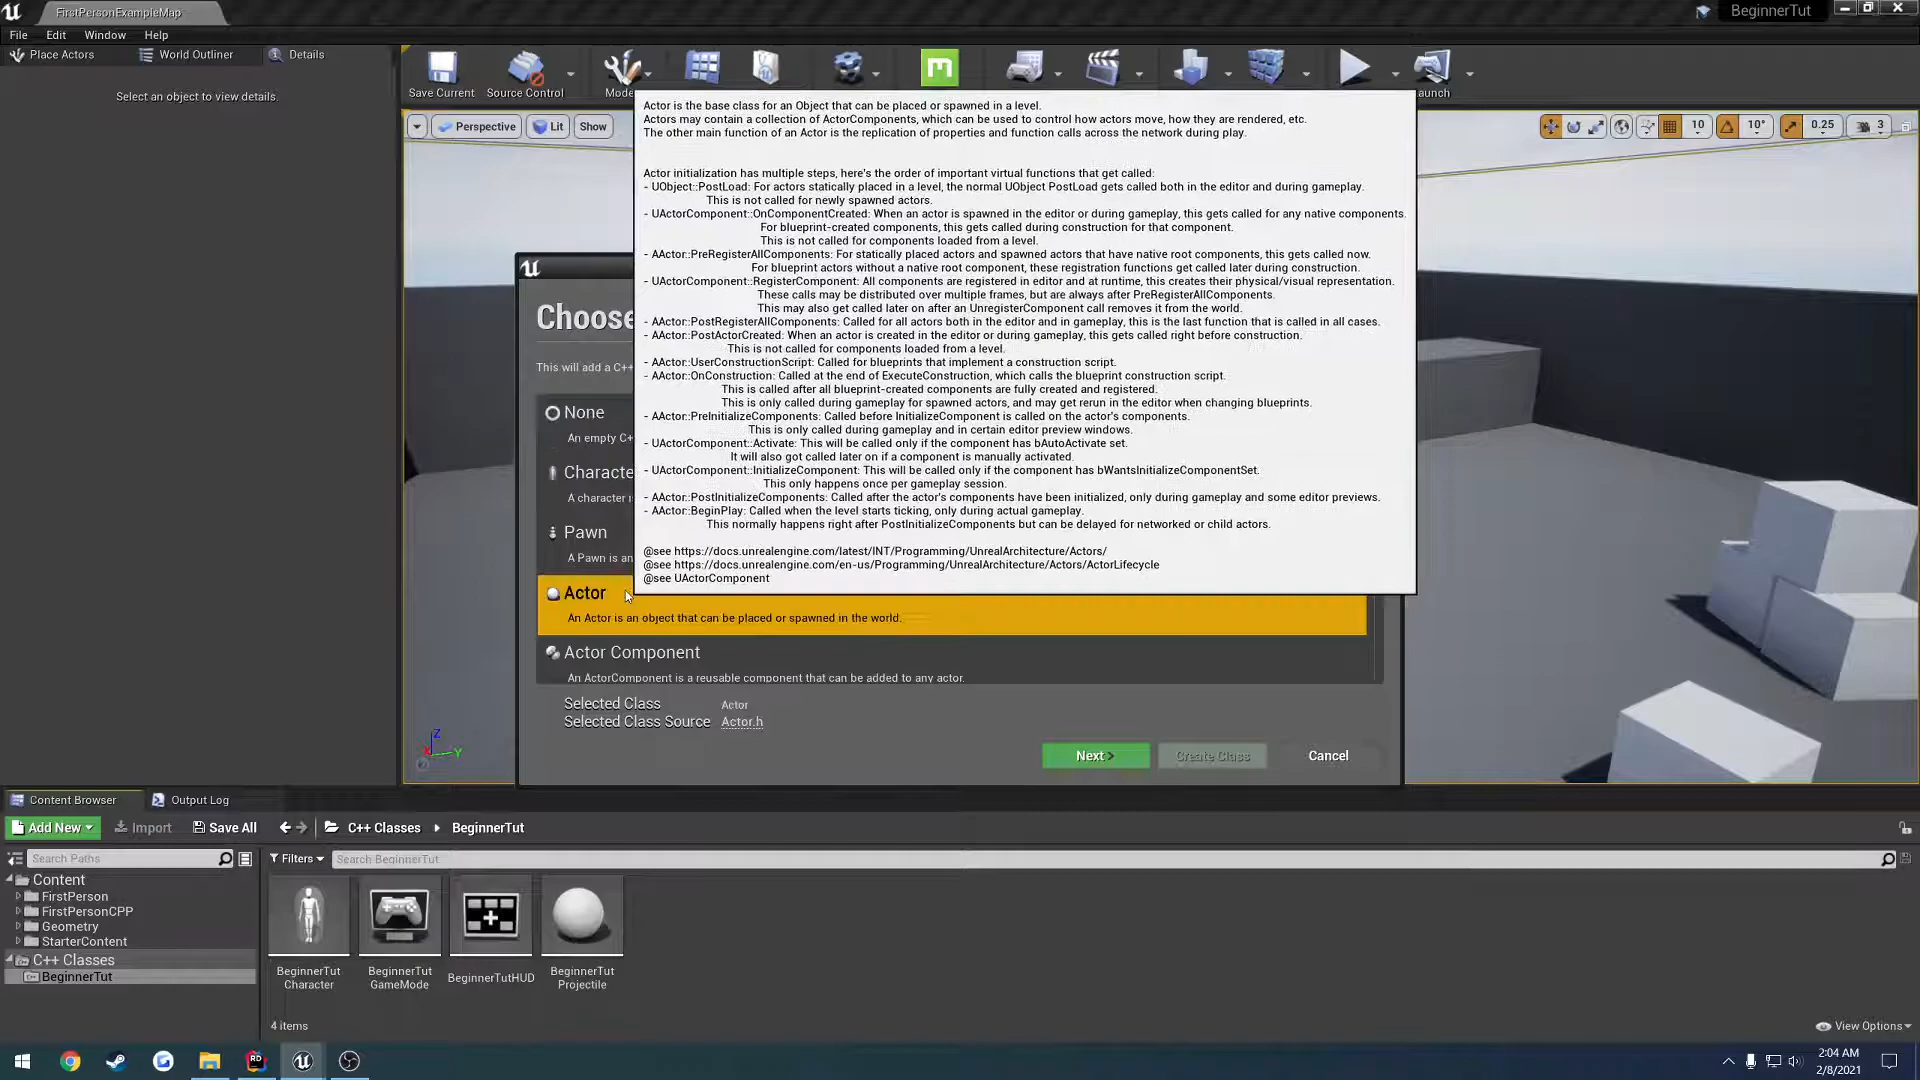 FirstPersonExampleMap
BeginnerTut
File Edit Window Help
Place Actors World Outliner Details
Select an object to view details.
Save Current Source Control Mode aunch
Perspective Lit Show
10 10° 0.25 3
Actor is the base class for an Object that can be placed or spawned in a level.
Actors may contain a collection of ActorComponents, which can be used to control how actors move, how they are rendered, etc.
The other main function of an Actor is the replication of properties and function calls across the network during play.
Actor initialization has multiple steps, here's the order of important virtual functions that get called:
- UObject::PostLoad: For actors statically placed in a level, the normal UObject PostLoad gets called both in the editor and during gameplay.
This is not called for newly spawned actors.
- UActorComponent::OnComponentCreated: When an actor is spawned in the editor or during gameplay, this gets called for any native components.
For blueprint-created components, this gets called during construction for that component.
This is not called for components loaded from a level.
- AActor::PreRegisterAllComponents: For statically placed actors and spawned actors that have native root components, this gets called now.
For blueprint actors without a native root component, these registration functions get called later during construction.
- UActorComponent::RegisterComponent: All components are registered in editor and at runtime, this creates their physical/visual representation.
These calls may be distributed over multiple frames, but are always after PreRegisterAllComponents.
This may also get called later on after an UnregisterComponent call removes it from the world.
- AActor::PostRegisterAllComponents: Called for all actors both in the editor and in gameplay, this is the last function that is called in all cases.
- AActor::PostActorCreated: When an actor is created in the editor or during gameplay, this gets called right before construction.
This is not called for components loaded from a level.
- AActor::UserConstructionScript: Called for blueprints that implement a construction script.
- AActor::OnConstruction: Called at the end of ExecuteConstruction, which calls the blueprint construction script.
This is called after all blueprint-created components are fully created and registered.
This is only called during gameplay for spawned actors, and may get rerun in the editor when changing blueprints.
- AActor::PreInitializeComponents: Called before InitializeComponent is called on the actor's components.
This is only called during gameplay and in certain editor preview windows.
- UActorComponent::Activate: This will be called only if the component has bAutoActivate set.
It will also got called later on if a component is manually activated.
- UActorComponent::InitializeComponent: This will be called only if the component has bWantsInitializeComponentSet.
This only happens once per gameplay session.
- AActor::PostInitializeComponents: Called after the actor's components have been initialized, only during gameplay and some editor previews.
- AActor::BeginPlay: Called when the level starts ticking, only during actual gameplay.
This normally happens right after PostInitializeComponents but can be delayed for networked or child actors.
@see https://docs.unrealengine.com/latest/INT/Programming/UnrealArchitecture/Actors/
@see https://docs.unrealengine.com/en-us/Programming/UnrealArchitecture/Actors/ActorLifecycle
@see UActorComponent
Choose
This will add a C++
None
An empty C+
Characte
A character i
Pawn
A Pawn is an
Actor
An Actor is an object that can be placed or spawned in the world.
Actor Component
An ActorComponent is a reusable component that can be added to any actor.
Selected Class Actor
Selected Class Source Actor.h
Next > Create Class Cancel
Z
X Y
Content Browser Output Log
Add New Import Save All C++ Classes BeginnerTut
Search Paths Filters Search BeginnerTut
Content
FirstPerson
FirstPersonCPP
Geometry
StarterContent
C++ Classes
BeginnerTut
BeginnerTut
Character
BeginnerTut
GameMode
BeginnerTutHUD
BeginnerTut
Projectile
4 items
View Options
2:04 AM
2/8/2021